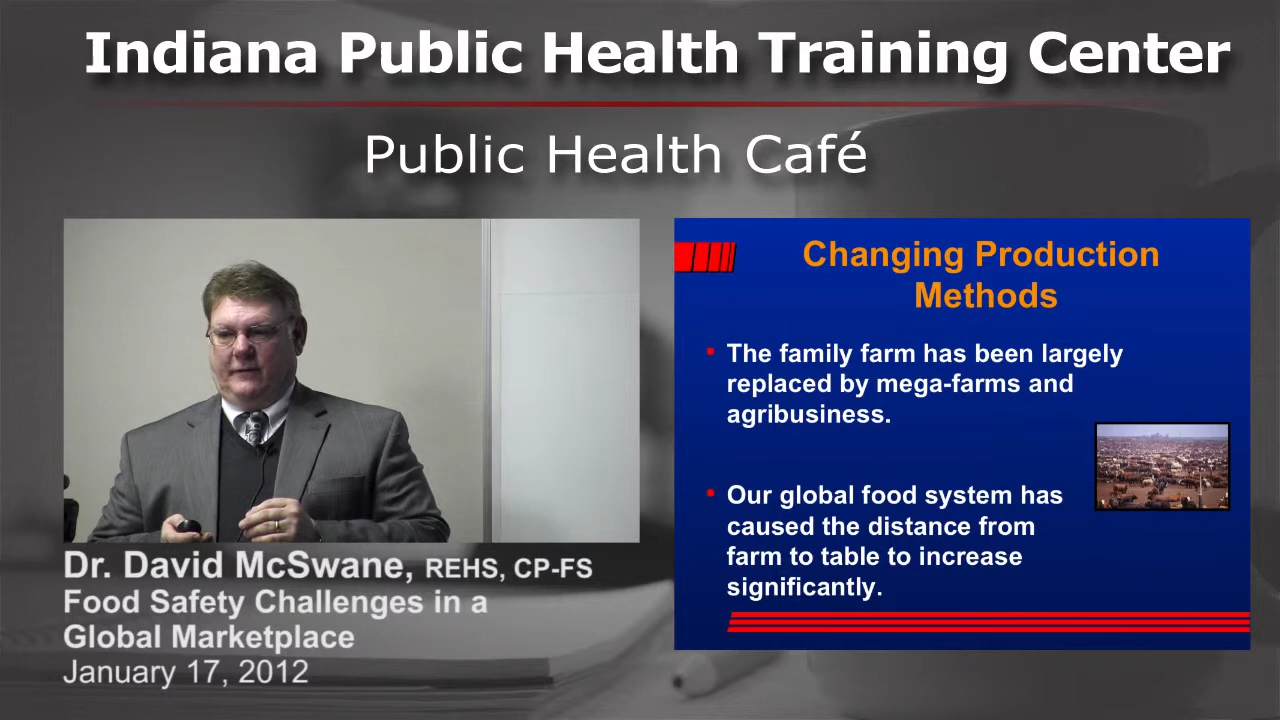 Indiana Public Health Training Center
Public Health Café
Changing Production
Methods
• The family farm has been largely
replaced by mega-farms and
agribusiness.
• Our global food system has
caused the distance from
farm to table to increase
significantly.
Dr. David McSwane, REHS, CP-FS
Food Safety Challenges in a
Global Marketplace
January 17, 2012